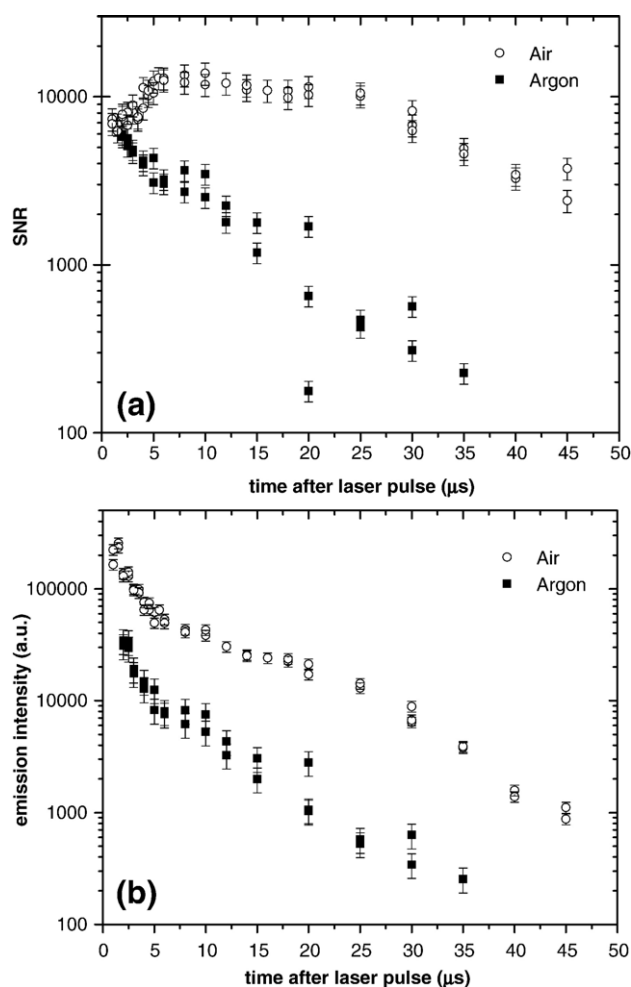 (a)
Air
Argon
10000
1000
100
SNR
0 5 10 15 20 25 30 35 40 45 50
time after laser pulse (μs)
(b)
Air
Argon
100000
10000
1000
100
emission intensity (a.u.)
0 5 10 15 20 25 30 35 40 45 50
time after laser pulse (μs)